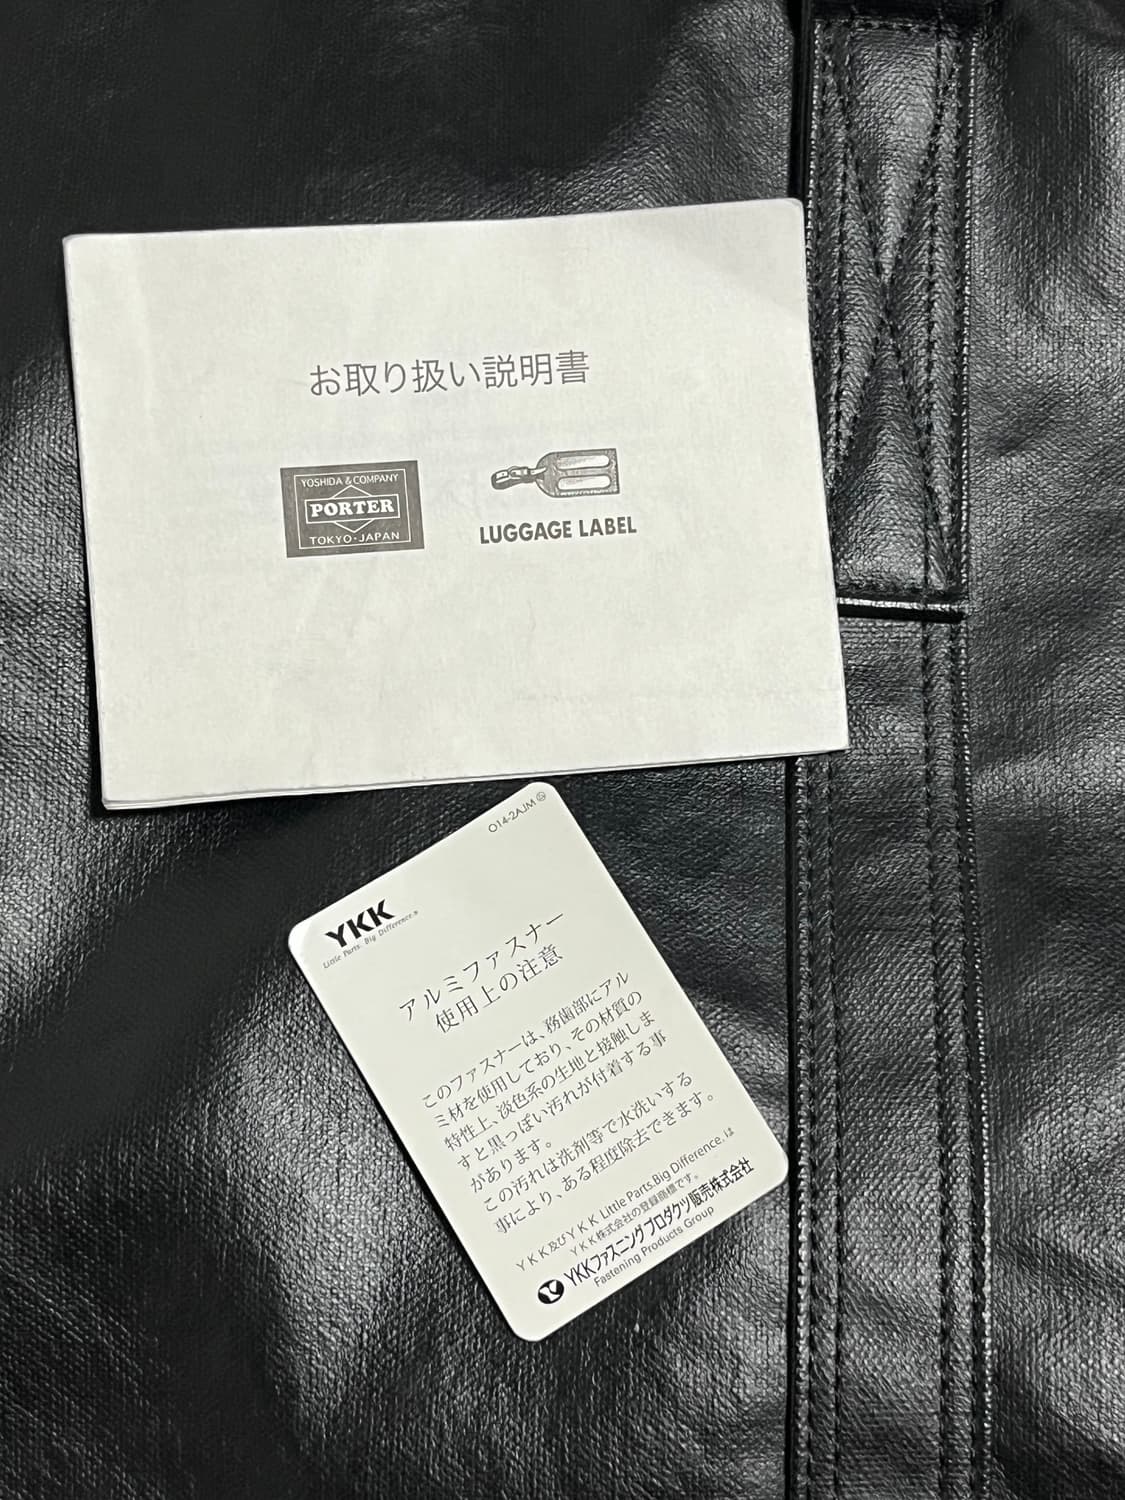 お取り扱い説明書
YOSHIDA & COMPANY
PORTER
TOKYO・JAPAN
LUGGAGE LABEL
O14-2AJM
YKK
Little Parts. Big Difference.®
アルミファスナー
使用上の注意
このファスナーは、務歯部にアル
ミ材を使用しており、その材質の
特性上、淡色系の生地と接触しま
すと黒っぽい汚れが付着する事
があります。
この汚れは洗剤等で水洗いする
事により、ある程度除去できます。
YKK及びYKK Little Parts.Big Difference.は
YKK株式会社の登録商標です。
YKKファスニングプロダクツ販売株式会社
Fastening Products Group